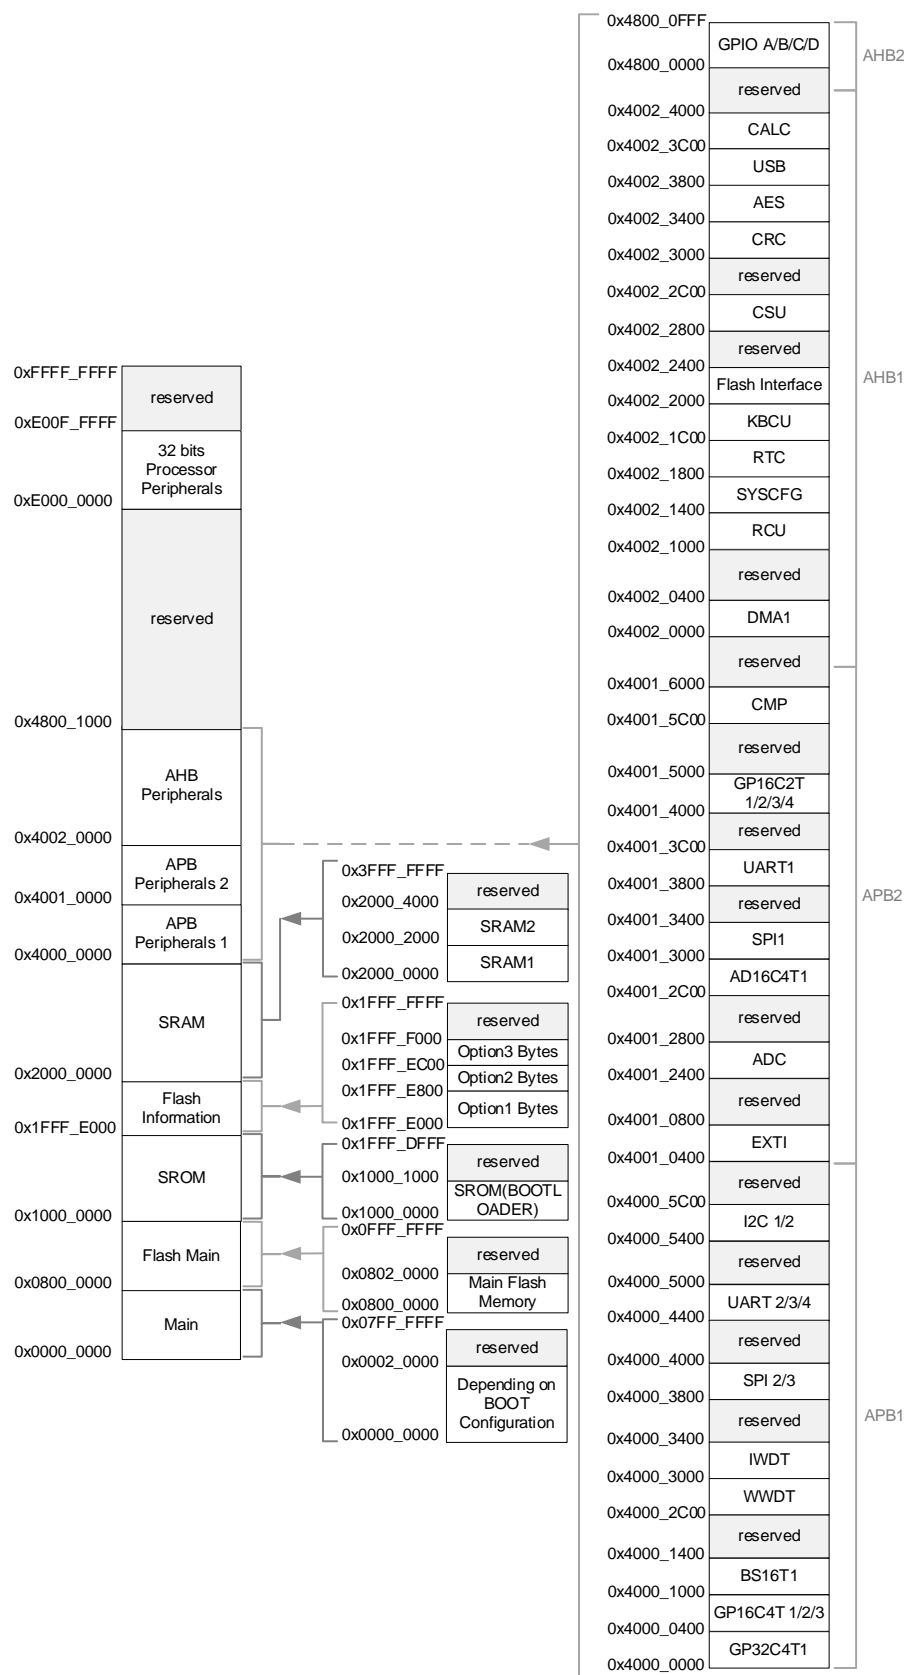 0xFFFF_FFFF
reserved
0xE00F_FFFF
32 bits
Processor
Peripherals
0xE000_0000
reserved
0x4800_1000
AHB
Peripherals
0x4002_0000
APB
Peripherals 2
0x4001_0000
APB
Peripherals 1
0x4000_0000
SRAM
0x2000_0000
Flash
Information
0x1FFF_E000
SROM
0x1000_0000
Flash Main
0x0800_0000
Main
0x0000_0000
0x3FFF_FFFF
reserved
0x2000_4000
SRAM2
0x2000_2000
SRAM1
0x2000_0000
0x1FFF_FFFF
reserved
0x1FFF_F000
Option3 Bytes
0x1FFF_EC00
Option2 Bytes
0x1FFF_E800
Option1 Bytes
0x1FFF_E000
0x1FFF_DFFF
reserved
0x1000_1000
SROM(BOOTL
OADER)
0x1000_0000
0x0FFF_FFFF
reserved
0x0802_0000
Main Flash
Memory
0x0800_0000
0x07FF_FFFF
reserved
0x0002_0000
Depending on
BOOT
Configuration
0x0000_0000
0x4800_0FFF
GPIO A/B/C/D
0x4800_0000
reserved
0x4002_4000
CALC
0x4002_3C00
USB
0x4002_3800
AES
0x4002_3400
CRC
0x4002_3000
reserved
0x4002_2C00
CSU
0x4002_2800
reserved
0x4002_2400
Flash Interface
0x4002_2000
KBCU
0x4002_1C00
RTC
0x4002_1800
SYSCFG
0x4002_1400
RCU
0x4002_1000
reserved
0x4002_0400
DMA1
0x4002_0000
reserved
0x4001_6000
CMP
0x4001_5C00
reserved
0x4001_5000
GP16C2T
1/2/3/4
0x4001_4000
reserved
0x4001_3C00
UART1
0x4001_3800
reserved
0x4001_3400
SPI1
0x4001_3000
AD16C4T1
0x4001_2C00
reserved
0x4001_2800
ADC
0x4001_2400
reserved
0x4001_0800
EXTI
0x4001_0400
reserved
0x4000_5C00
I2C 1/2
0x4000_5400
reserved
0x4000_5000
UART 2/3/4
0x4000_4400
reserved
0x4000_4000
SPI 2/3
0x4000_3800
reserved
0x4000_3400
IWDT
0x4000_3000
WWDT
0x4000_2C00
reserved
0x4000_1400
BS16T1
0x4000_1000
GP16C4T 1/2/3
0x4000_0400
GP32C4T1
0x4000_0000
AHB2
AHB1
APB2
APB1